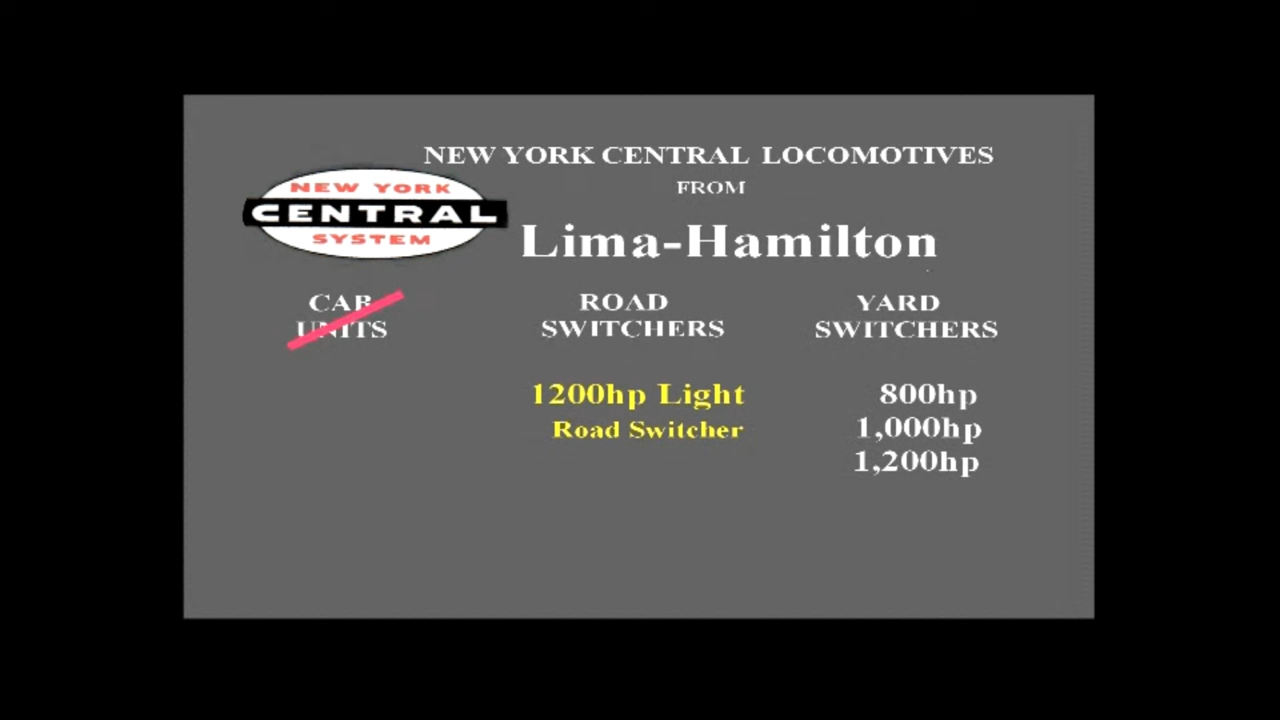 NEW YORK CENTRAL LOCOMOTIVES
FROM
NEW YORK
CENTRAL
SYSTEM
Lima-Hamilton
CAB
UNITS
ROAD
SWITCHERS
YARD
SWITCHERS
1200hp Light
Road Switcher
800hp
1,000hp
1,200hp